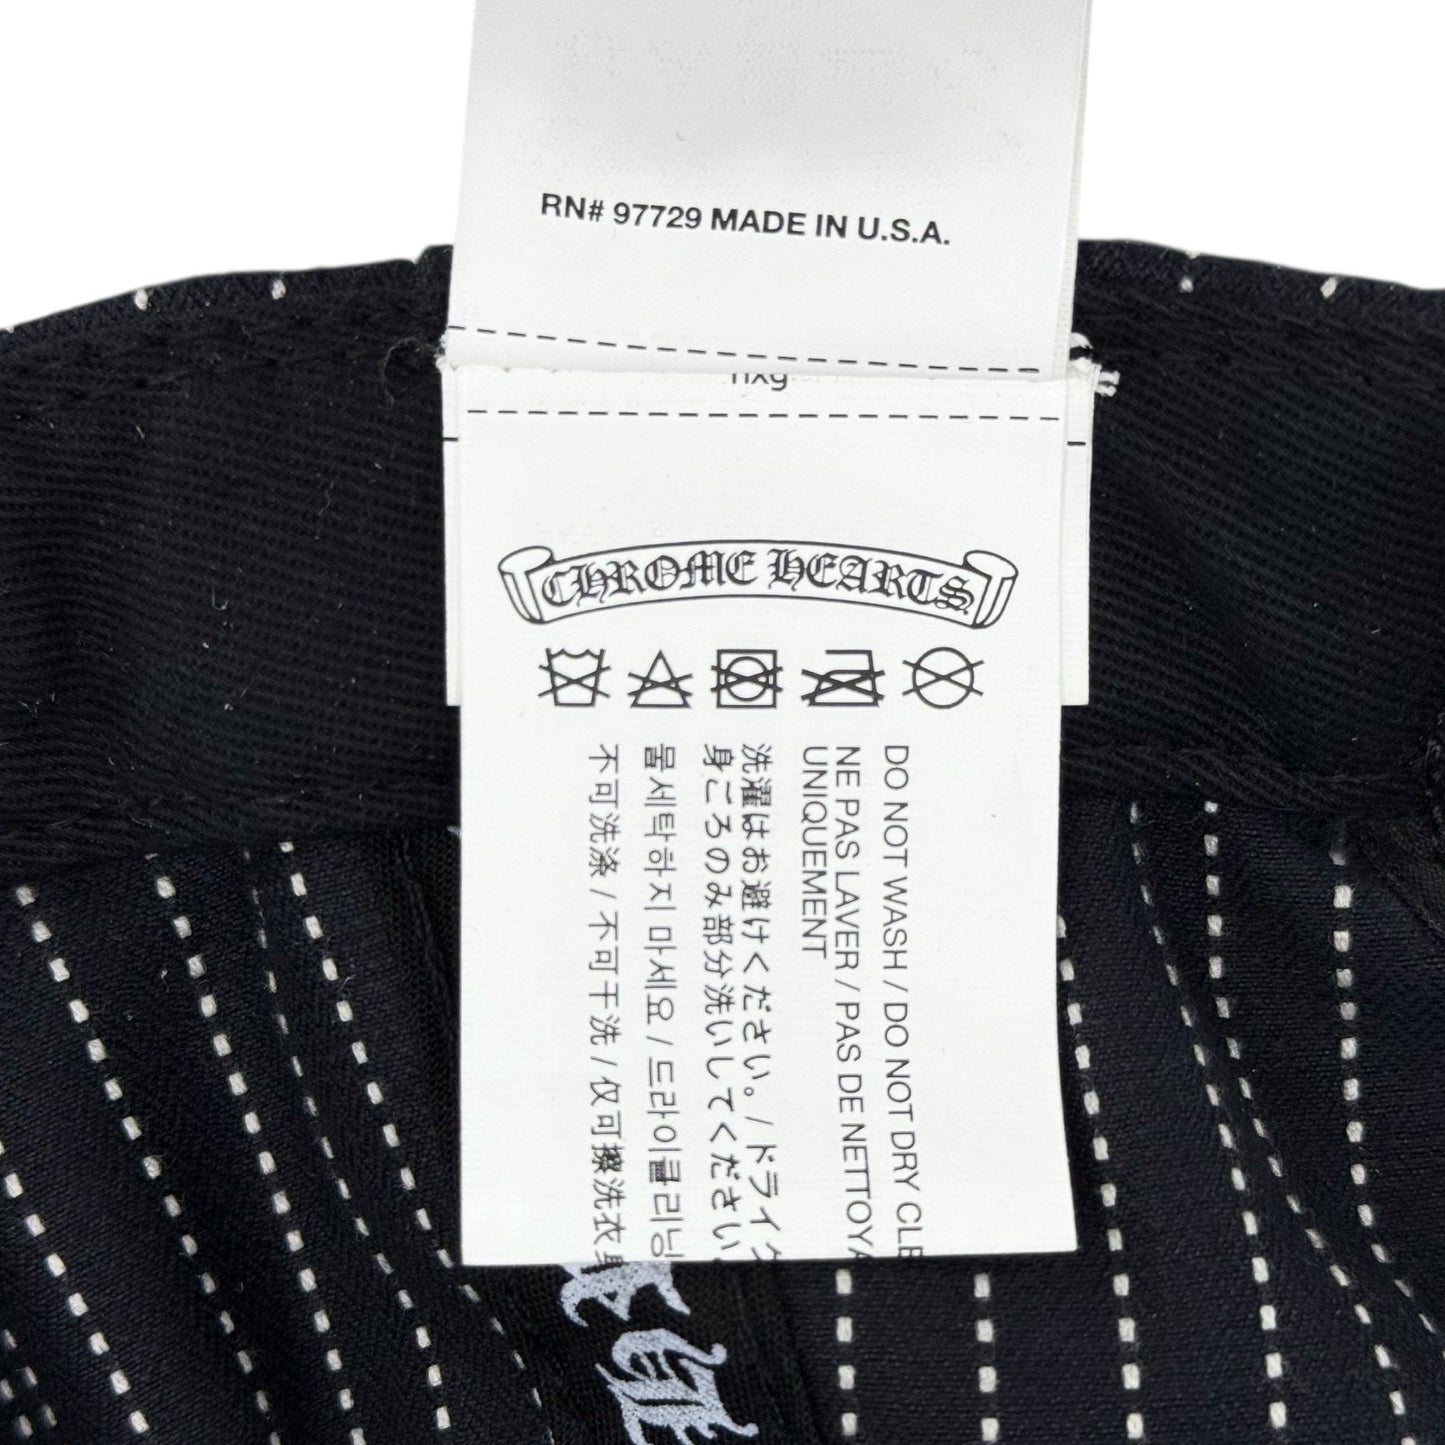 RN# 97729 MADE IN U.S.A.
CHROME HEARTS
DO NOT WASH / DO NOT DRY CLE
NE PAS LAVER / PAS DE NETTOYA
UNIQUEMENT
洗濯はお避けください。/ ドライク
身ごろのみ部分洗いしてください
물세탁하지 마세요 / 드라이클리닝
不可洗涤 / 不可干洗 / 仅可擦洗衣身